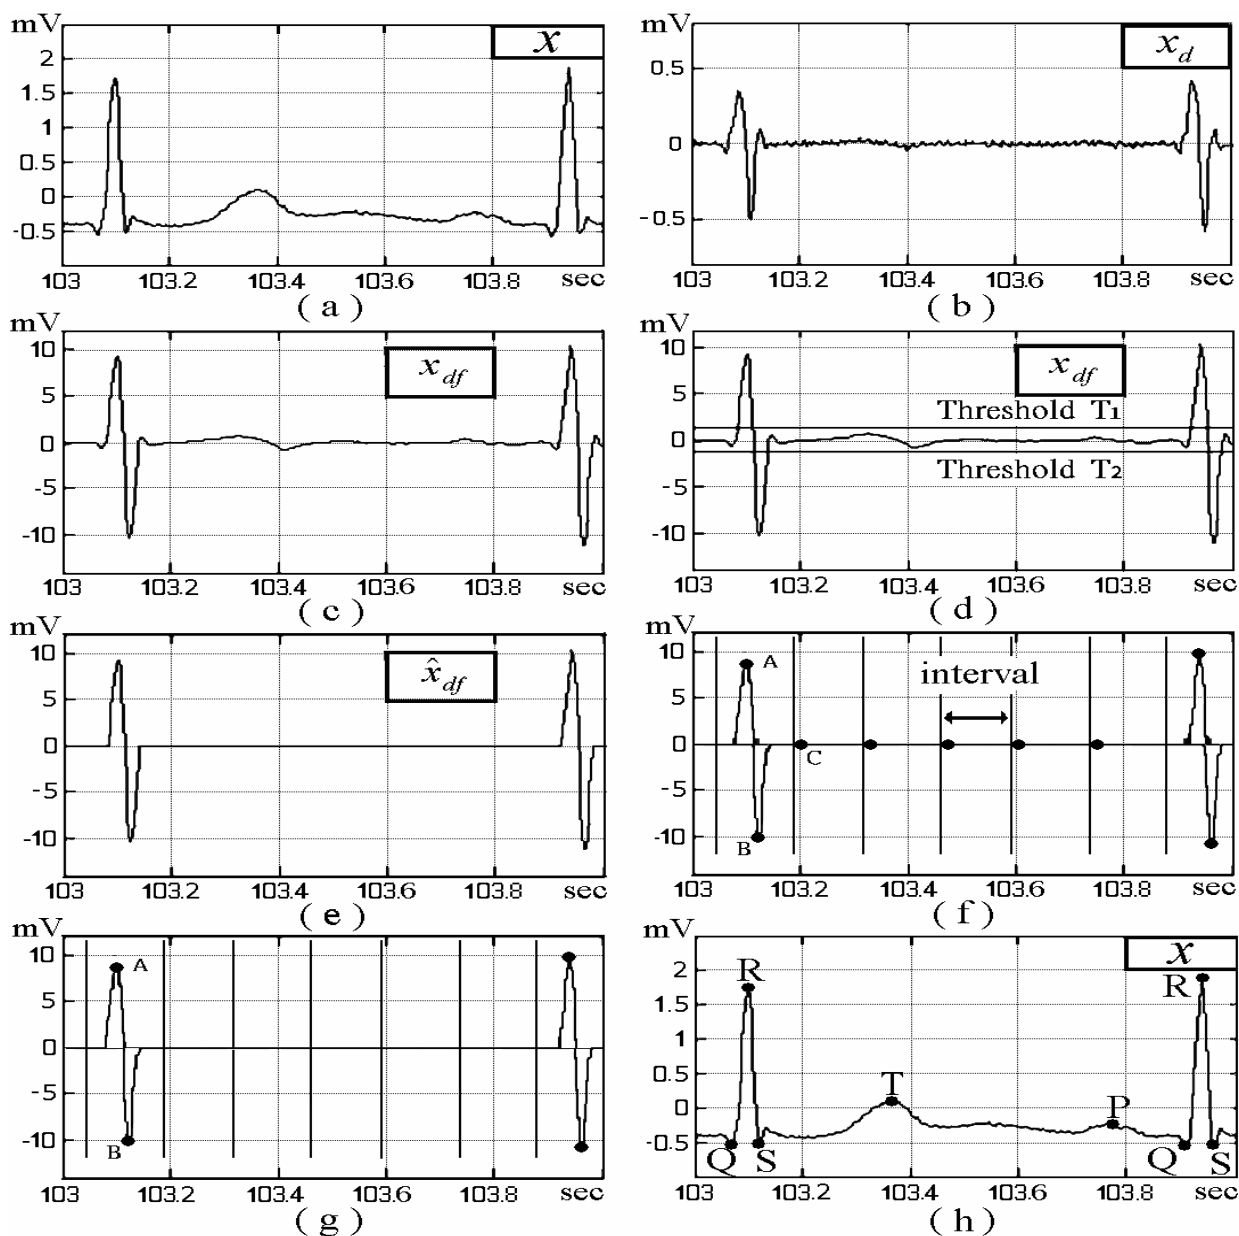 mV
x
2
1.5
1
0.5
0
-0.5
103 103.2 103.4 103.6 103.8 sec
( a )
mV
x_d
0.5
0
-0.5
103 103.2 103.4 103.6 103.8 sec
( b )
mV
x_df
10
5
0
-5
-10
103 103.2 103.4 103.6 103.8 sec
( c )
mV
x_df
10
Threshold T1
5
0
Threshold T2
-5
-10
103 103.2 103.4 103.6 103.8 sec
( d )
mV
x̂_df
10
5
0
-5
-10
103 103.2 103.4 103.6 103.8 sec
( e )
mV
10
A
interval
5
0
C
-5
-10
B
103 103.2 103.4 103.6 103.8 sec
( f )
mV
10
A
5
0
-5
-10
B
103 103.2 103.4 103.6 103.8 sec
( g )
mV
x
2
R R
1.5
1
0.5
T P
0
-0.5
Q S Q S
103 103.2 103.4 103.6 103.8 sec
( h )